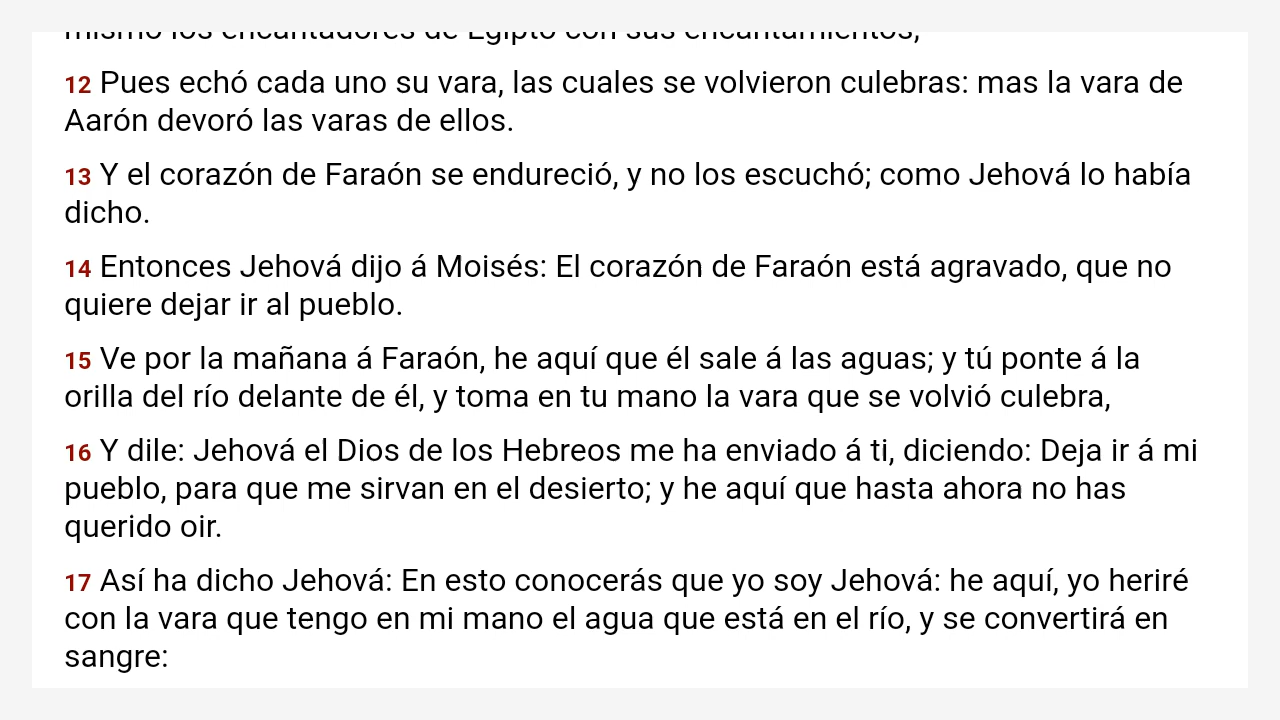 mismo los encantadores de Egipto con sus encantamientos;
12 Pues echó cada uno su vara, las cuales se volvieron culebras: mas la vara de
Aarón devoró las varas de ellos.
13 Y el corazón de Faraón se endureció, y no los escuchó; como Jehová lo había
dicho.
14 Entonces Jehová dijo á Moisés: El corazón de Faraón está agravado, que no
quiere dejar ir al pueblo.
15 Ve por la mañana á Faraón, he aquí que él sale á las aguas; y tú ponte á la
orilla del río delante de él, y toma en tu mano la vara que se volvió culebra,
16 Y dile: Jehová el Dios de los Hebreos me ha enviado á ti, diciendo: Deja ir á mi
pueblo, para que me sirvan en el desierto; y he aquí que hasta ahora no has
querido oir.
17 Así ha dicho Jehová: En esto conocerás que yo soy Jehová: he aquí, yo heriré
con la vara que tengo en mi mano el agua que está en el río, y se convertirá en
sangre: